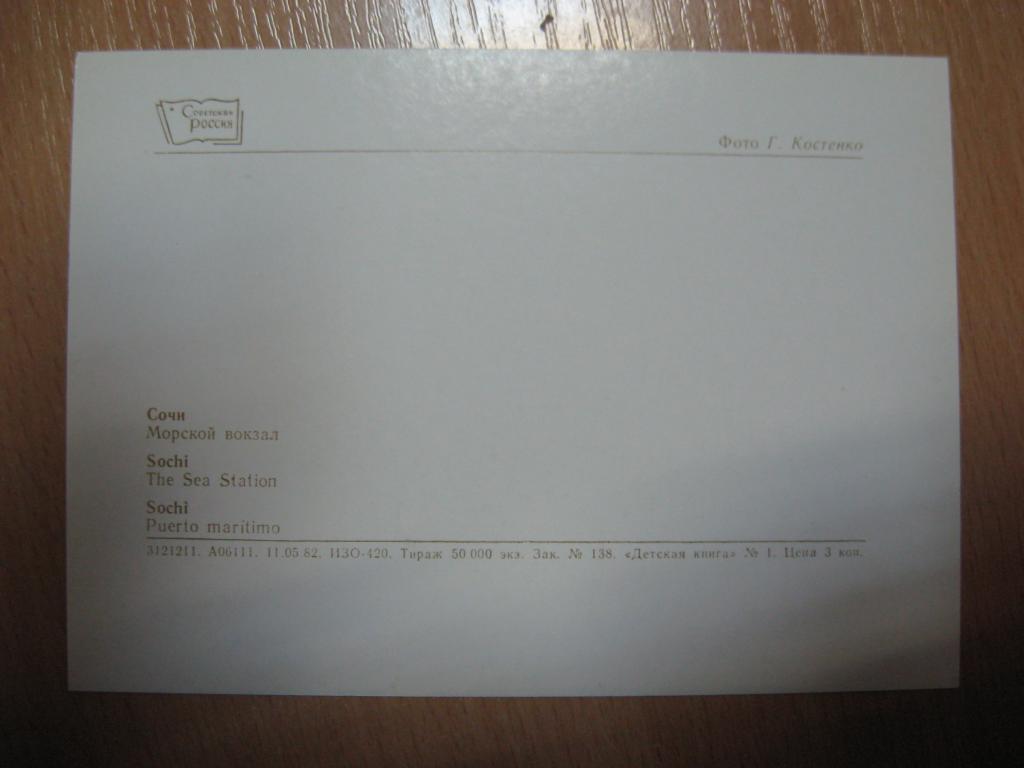 Советская
Россия
Фото Г. Костенко
Сочи
Морской вокзал
Sochi
The Sea Station
Sochi
Puerto marítimo
3121211. А06111. 11.05.82. ИЗО-420. Тираж 50 000 экз. Зак. № 138. «Детская книга» № 1. Цена 3 коп.